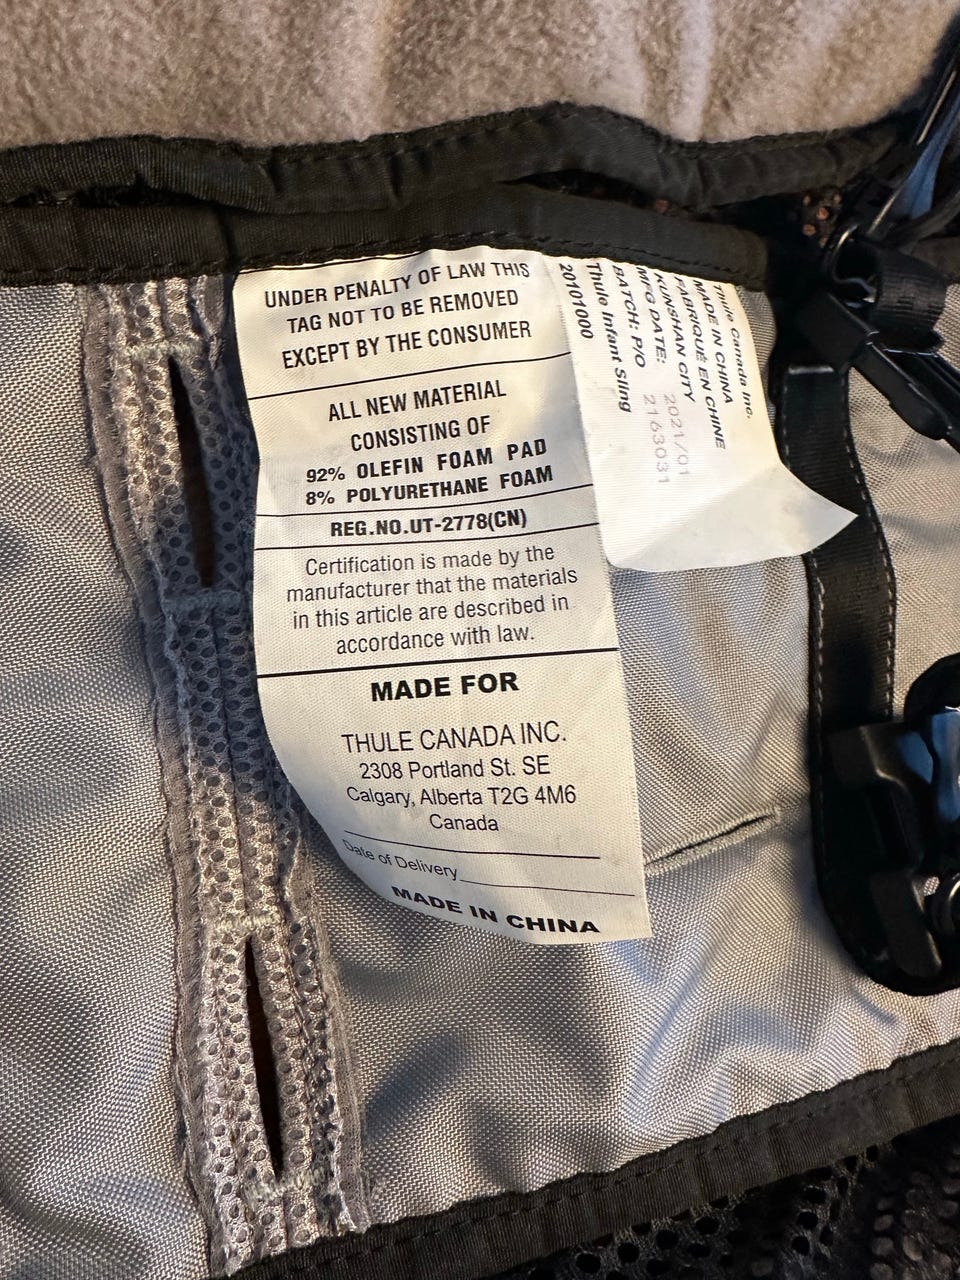 UNDER PENALTY OF LAW THIS
TAG NOT TO BE REMOVED
EXCEPT BY THE CONSUMER
ALL NEW MATERIAL
CONSISTING OF
92% OLEFIN FOAM PAD
8% POLYURETHANE FOAM
REG.NO.UT-2778(CN)
Certification is made by the
manufacturer that the materials
in this article are described in
accordance with law.
MADE FOR
THULE CANADA INC.
2308 Portland St. SE
Calgary, Alberta T2G 4M6
Canada
Date of Delivery
MADE IN CHINA
Thule Canada Inc.
MADE IN CHINA
FABRIQUÉ EN CHINE
KUNSHAN CITY
MFG DATE: 2021/01
BATCH: P/O 2163031
Thule Infant Sling
20101000